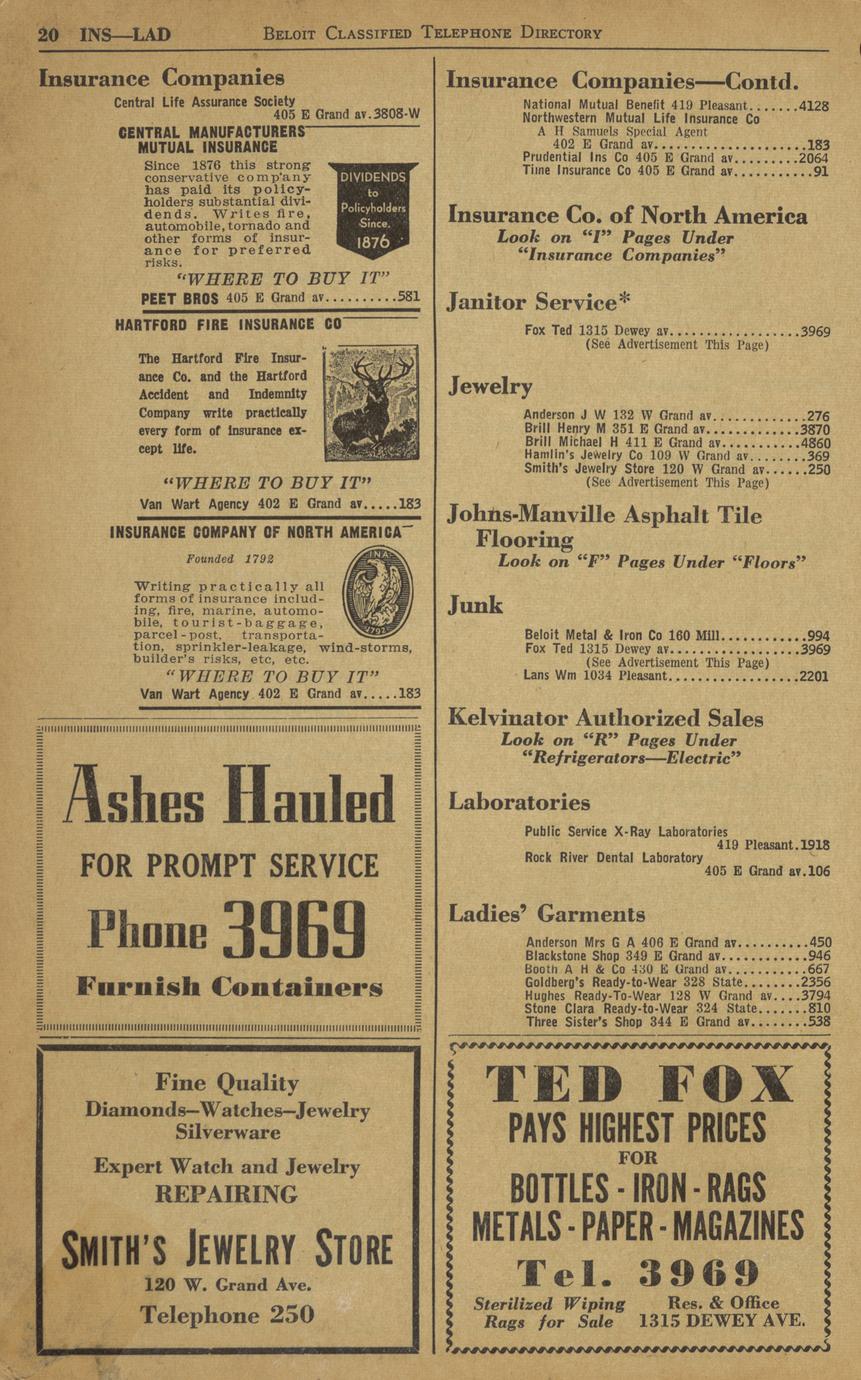 20 INS—LAD BELOIT CLASSIFIED TELEPHONE DIRECTORY
Insurance Companies
Central Life Assurance Society
405 E Grand av.3808-W
CENTRAL MANUFACTURERS
MUTUAL INSURANCE
Since 1876 this strong
conservative company
has paid its policy-
holders substantial divi-
dends. Writes fire,
automobile, tornado and
other forms of insur-
ance for preferred
risks.
DIVIDENDS
to
Policyholders
Since.
1876
"WHERE TO BUY IT"
PEET BROS 405 E Grand av..........581
HARTFORD FIRE INSURANCE CO
The Hartford Fire Insur-
ance Co. and the Hartford
Accident and Indemnity
Company write practically
every form of insurance ex-
cept life.
"WHERE TO BUY IT"
Van Wart Agency 402 E Grand av.....183
INSURANCE COMPANY OF NORTH AMERICA
Founded 1792
INA
1792
Writing practically all
forms of insurance includ-
ing, fire, marine, automo-
bile, tourist-baggage,
parcel-post, transporta-
tion, sprinkler-leakage, wind-storms,
builder's risks, etc, etc.
"WHERE TO BUY IT"
Van Wart Agency 402 E Grand av.....183
Ashes Hauled
FOR PROMPT SERVICE
Phone 3969
Furnish Containers
Fine Quality
Diamonds—Watches—Jewelry
Silverware
Expert Watch and Jewelry
REPAIRING
SMITH'S JEWELRY STORE
120 W. Grand Ave.
Telephone 250
Insurance Companies—Contd.
National Mutual Benefit 419 Pleasant.......4128
Northwestern Mutual Life Insurance Co
A H Samuels Special Agent
402 E Grand av......................183
Prudential Ins Co 405 E Grand av.........2064
Time Insurance Co 405 E Grand av...........91
Insurance Co. of North America
Look on "I" Pages Under
"Insurance Companies"
Janitor Service*
Fox Ted 1315 Dewey av.................3969
(See Advertisement This Page)
Jewelry
Anderson J W 132 W Grand av............276
Brill Henry M 351 E Grand av............3870
Brill Michael H 411 E Grand av..........4860
Hamlin's Jewelry Co 109 W Grand av........369
Smith's Jewelry Store 120 W Grand av......250
(See Advertisement This Page)
Johns-Manville Asphalt Tile
Flooring
Look on "F" Pages Under "Floors"
Junk
Beloit Metal & Iron Co 160 Mill...........994
Fox Ted 1315 Dewey av.................3969
(See Advertisement This Page)
Lans Wm 1034 Pleasant.................2201
Kelvinator Authorized Sales
Look on "R" Pages Under
"Refrigerators—Electric"
Laboratories
Public Service X-Ray Laboratories
419 Pleasant.1918
Rock River Dental Laboratory
405 E Grand av.106
Ladies' Garments
Anderson Mrs G A 406 E Grand av..........450
Blackstone Shop 349 E Grand av............946
Booth A H & Co 430 E Grand av...........667
Goldberg's Ready-to-Wear 328 State........2356
Hughes Ready-To-Wear 128 W Grand av....3794
Stone Clara Ready-to-Wear 324 State.......810
Three Sister's Shop 344 E Grand av........538
TED FOX
PAYS HIGHEST PRICES
FOR
BOTTLES - IRON - RAGS
METALS - PAPER - MAGAZINES
Tel. 3969
Sterilized Wiping Res. & Office
Rags for Sale 1315 DEWEY AVE.